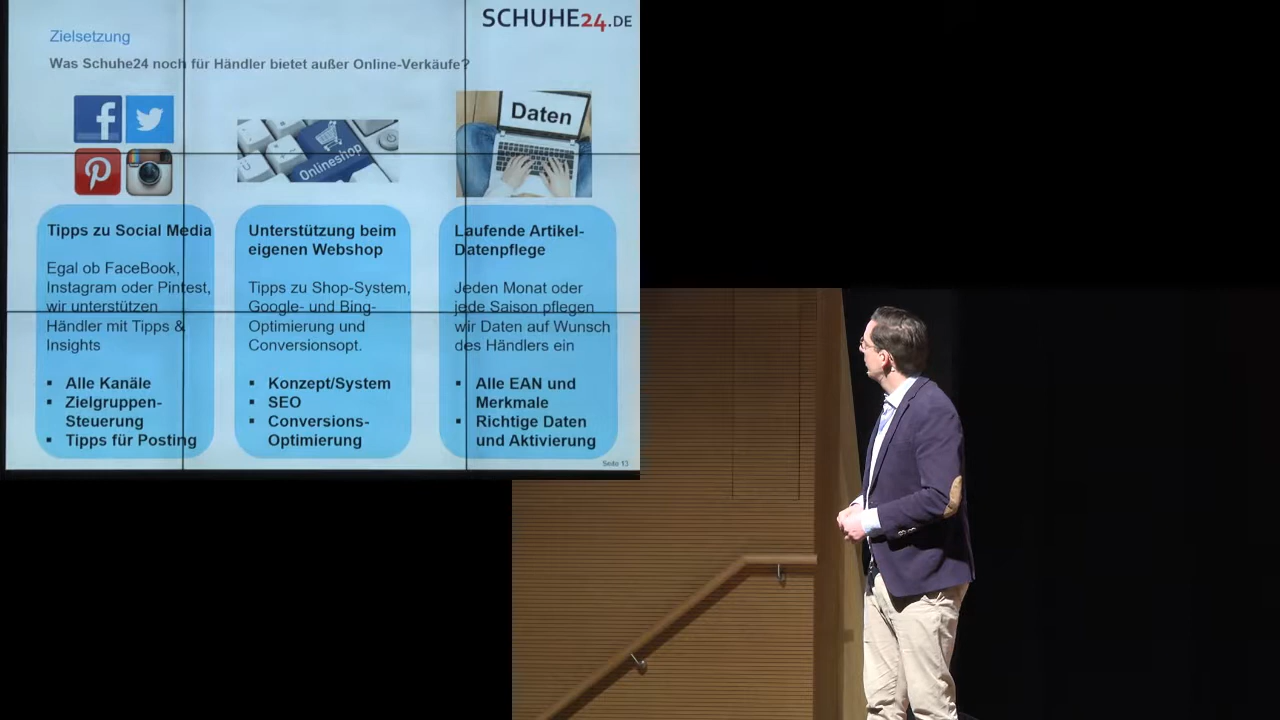 SCHUHE24.DE
Zielsetzung
Was Schuhe24 noch für Händler bietet außer Online-Verkäufe?
Daten
Onlineshop
Tipps zu Social Media
Egal ob FaceBook,
Instagram oder Pintest,
wir unterstützen
Händler mit Tipps &
Insights
▪ Alle Kanäle
▪ Zielgruppen-
Steuerung
▪ Tipps für Posting
Unterstützung beim
eigenen Webshop
Tipps zu Shop-System,
Google- und Bing-
Optimierung und
Conversionsopt.
▪ Konzept/System
▪ SEO
▪ Conversions-
Optimierung
Laufende Artikel-
Datenpflege
Jeden Monat oder
jede Saison pflegen
wir Daten auf Wunsch
des Händlers ein
▪ Alle EAN und
Merkmale
▪ Richtige Daten
und Aktivierung
Seite 13